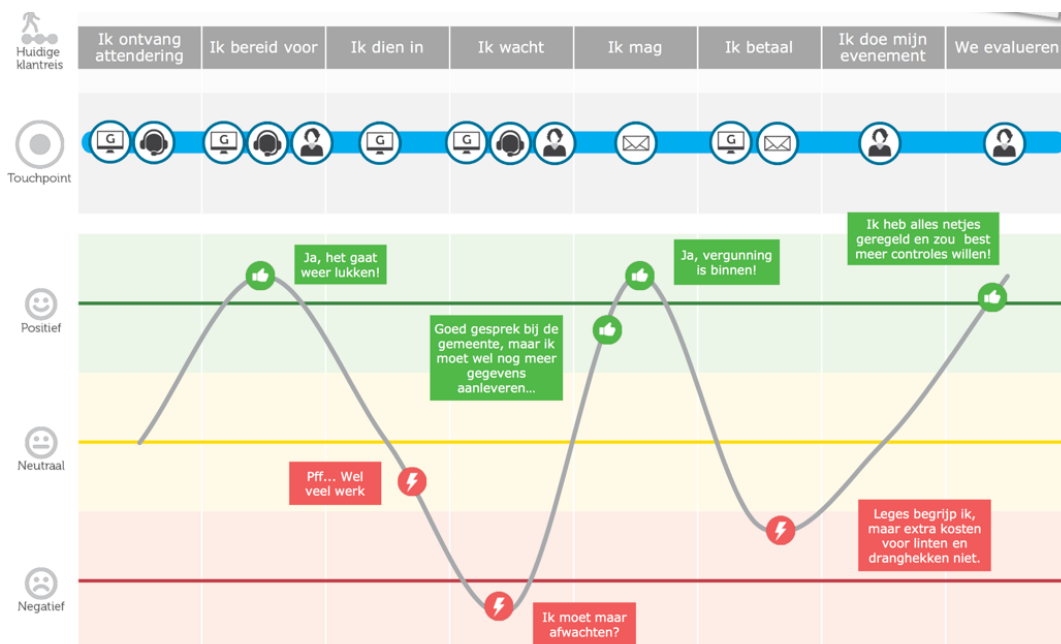 Huidige
klantreis
Ik ontvang
attendering
Ik bereid voor
Ik dien in
Ik wacht
Ik mag
Ik betaal
Ik doe mijn
evenement
We evalueren
Touchpoint
G
G
G
G
G
Positief
Neutraal
Negatief
Ja, het gaat
weer lukken!
Pff... Wel
veel werk
Ik moet maar
afwachten?
Goed gesprek bij de
gemeente, maar ik
moet wel nog meer
gegevens
aanleveren...
Ja, vergunning
is binnen!
Leges begrijp ik,
maar extra kosten
voor linten en
dranghekken niet.
Ik heb alles netjes
geregeld en zou best
meer controles willen!